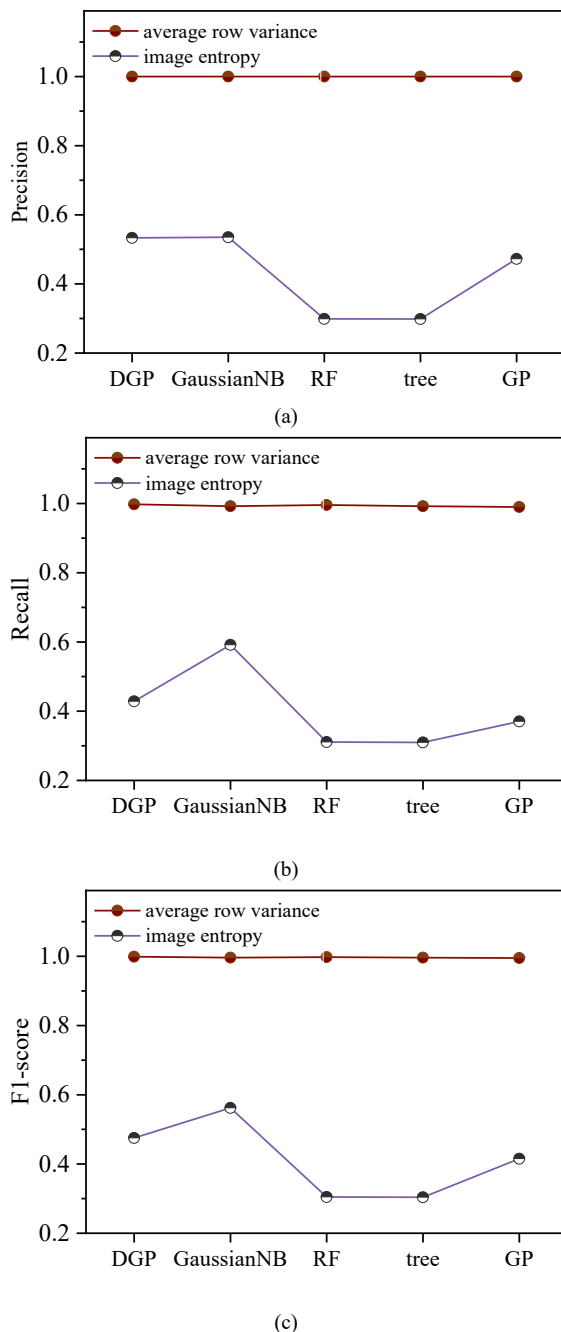 average row variance
image entropy
1.0
0.8
0.6
0.4
0.2
Precision
DGP GaussianNB RF tree GP
(a)
average row variance
image entropy
1.0
0.8
0.6
0.4
0.2
Recall
DGP GaussianNB RF tree GP
(b)
average row variance
image entropy
1.0
0.8
0.6
0.4
0.2
F1-score
DGP GaussianNB RF tree GP
(c)